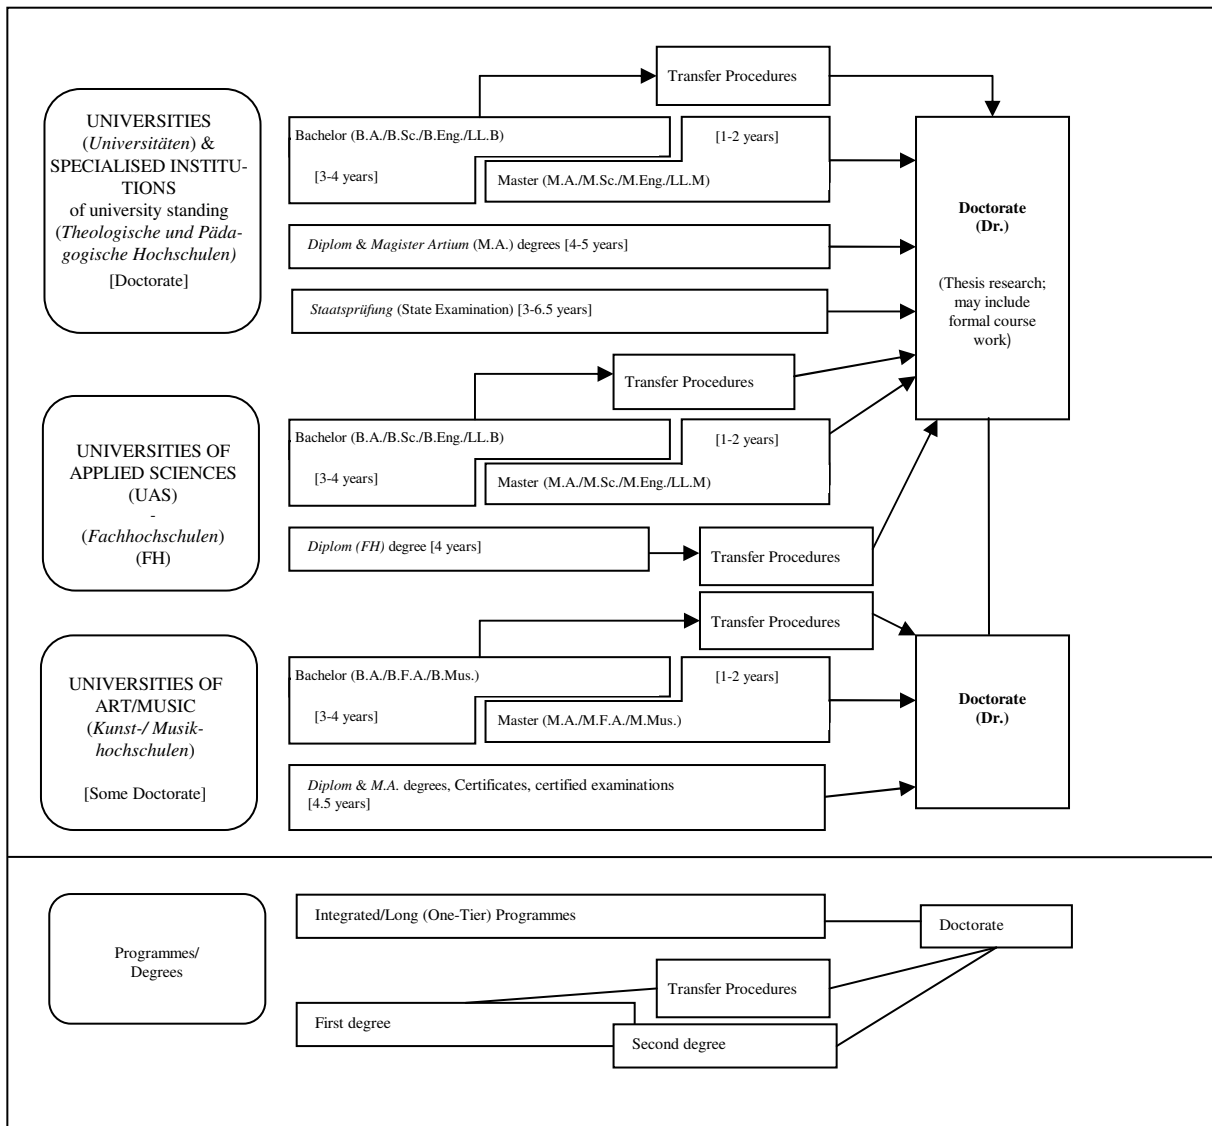 Transfer Procedures
UNIVERSITIES
(Universitäten) &
SPECIALISED INSTITU-
TIONS
of university standing
(Theologische und Päda-
gogische Hochschulen)
[Doctorate]
Bachelor (B.A./B.Sc./B.Eng./LL.B)
[3-4 years]
[1-2 years]
Master (M.A./M.Sc./M.Eng./LL.M)
Diplom & Magister Artium (M.A.) degrees [4-5 years]
Staatsprüfung (State Examination) [3-6.5 years]
Doctorate
(Dr.)
(Thesis research;
may include
formal course
work)
Transfer Procedures
UNIVERSITIES OF
APPLIED SCIENCES
(UAS)
-
(Fachhochschulen)
(FH)
Bachelor (B.A./B.Sc./B.Eng./LL.B)
[3-4 years]
[1-2 years]
Master (M.A./M.Sc./M.Eng./LL.M)
Diplom (FH) degree [4 years]
Transfer Procedures
Transfer Procedures
UNIVERSITIES OF
ART/MUSIC
(Kunst-/ Musik-
hochschulen)
[Some Doctorate]
Bachelor (B.A./B.F.A./B.Mus.)
[3-4 years]
[1-2 years]
Master (M.A./M.F.A./M.Mus.)
Diplom & M.A. degrees, Certificates, certified examinations
[4.5 years]
Doctorate
(Dr.)
Programmes/
Degrees
Integrated/Long (One-Tier) Programmes
Doctorate
Transfer Procedures
First degree
Second degree